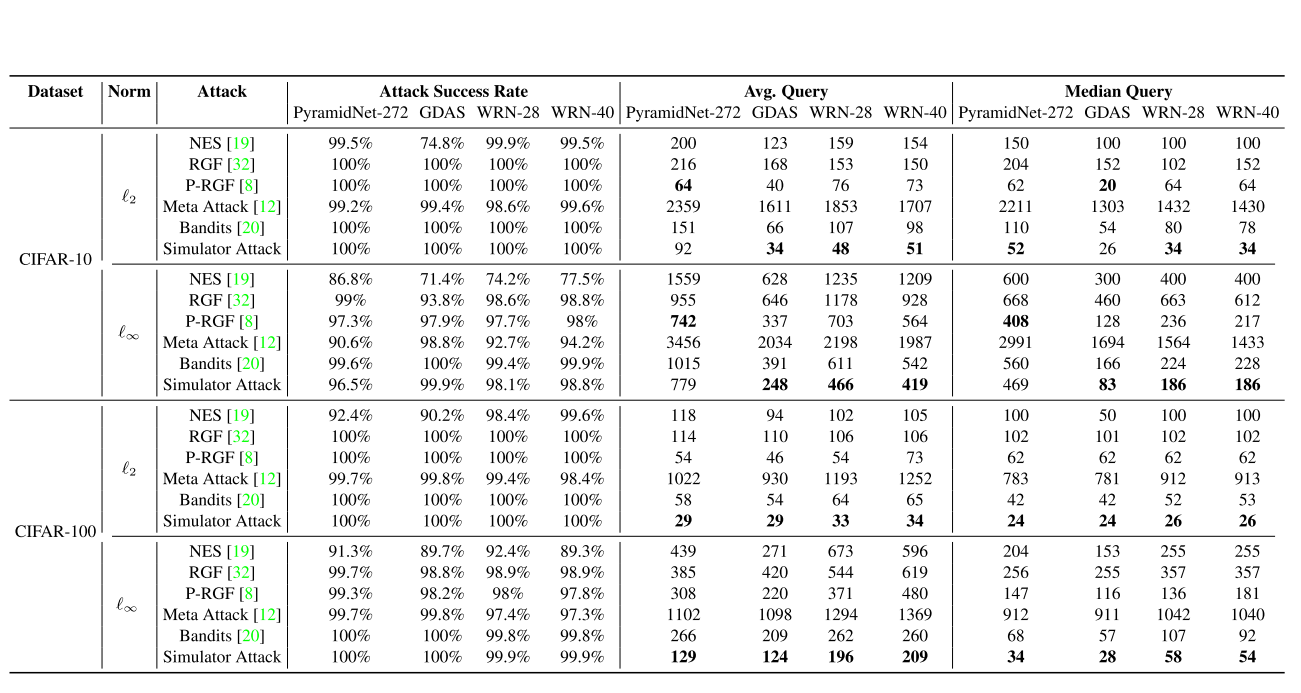 Dataset Norm Attack Attack Success Rate Avg. Query Median Query
PyramidNet-272 GDAS WRN-28 WRN-40 PyramidNet-272 GDAS WRN-28 WRN-40 PyramidNet-272 GDAS WRN-28 WRN-40
CIFAR-10 ℓ2 NES [19] 99.5% 74.8% 99.9% 99.5% 200 123 159 154 150 100 100 100
RGF [32] 100% 100% 100% 100% 216 168 153 150 204 152 102 152
P-RGF [8] 100% 100% 100% 100% 64 40 76 73 62 20 64 64
Meta Attack [12] 99.2% 99.4% 98.6% 99.6% 2359 1611 1853 1707 2211 1303 1432 1430
Bandits [20] 100% 100% 100% 100% 151 66 107 98 110 54 80 78
Simulator Attack 100% 100% 100% 100% 92 34 48 51 52 26 34 34
ℓ∞ NES [19] 86.8% 71.4% 74.2% 77.5% 1559 628 1235 1209 600 300 400 400
RGF [32] 99% 93.8% 98.6% 98.8% 955 646 1178 928 668 460 663 612
P-RGF [8] 97.3% 97.9% 97.7% 98% 742 337 703 564 408 128 236 217
Meta Attack [12] 90.6% 98.8% 92.7% 94.2% 3456 2034 2198 1987 2991 1694 1564 1433
Bandits [20] 99.6% 100% 99.4% 99.9% 1015 391 611 542 560 166 224 228
Simulator Attack 96.5% 99.9% 98.1% 98.8% 779 248 466 419 469 83 186 186
CIFAR-100 ℓ2 NES [19] 92.4% 90.2% 98.4% 99.6% 118 94 102 105 100 50 100 100
RGF [32] 100% 100% 100% 100% 114 110 106 106 102 101 102 102
P-RGF [8] 100% 100% 100% 100% 54 46 54 73 62 62 62 62
Meta Attack [12] 99.7% 99.8% 99.4% 98.4% 1022 930 1193 1252 783 781 912 913
Bandits [20] 100% 100% 100% 100% 58 54 64 65 42 42 52 53
Simulator Attack 100% 100% 100% 100% 29 29 33 34 24 24 26 26
ℓ∞ NES [19] 91.3% 89.7% 92.4% 89.3% 439 271 673 596 204 153 255 255
RGF [32] 99.7% 98.8% 98.9% 98.9% 385 420 544 619 256 255 357 357
P-RGF [8] 99.3% 98.2% 98% 97.8% 308 220 371 480 147 116 136 181
Meta Attack [12] 99.7% 99.8% 97.4% 97.3% 1102 1098 1294 1369 912 911 1042 1040
Bandits [20] 100% 100% 99.8% 99.8% 266 209 262 260 68 57 107 92
Simulator Attack 100% 100% 99.9% 99.9% 129 124 196 209 34 28 58 54